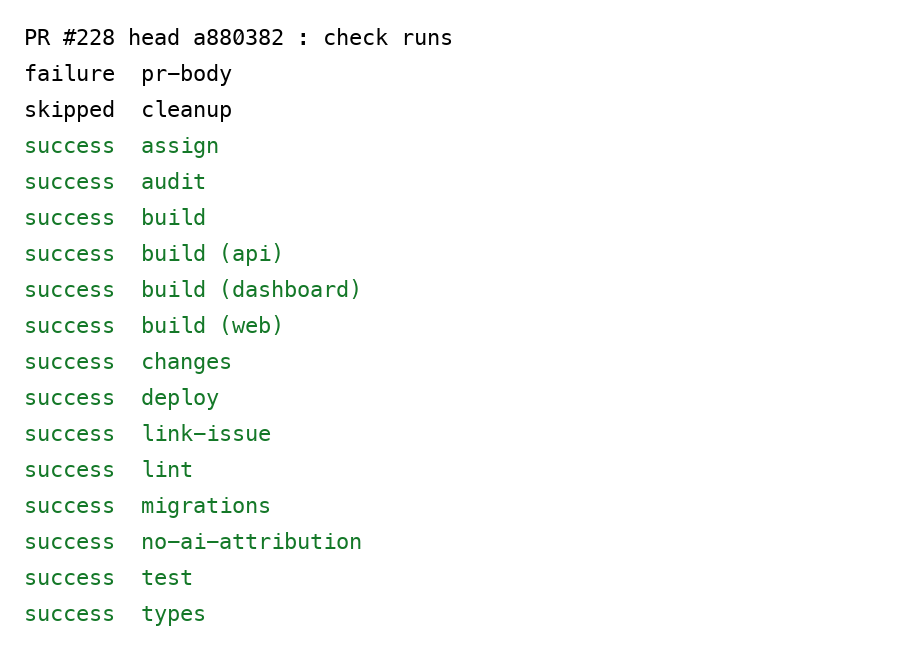 PR #228 head a880382 : check runs
failure  pr-body
skipped  cleanup
success  assign
success  audit
success  build
success  build (api)
success  build (dashboard)
success  build (web)
success  changes
success  deploy
success  link-issue
success  lint
success  migrations
success  no-ai-attribution
success  test
success  types